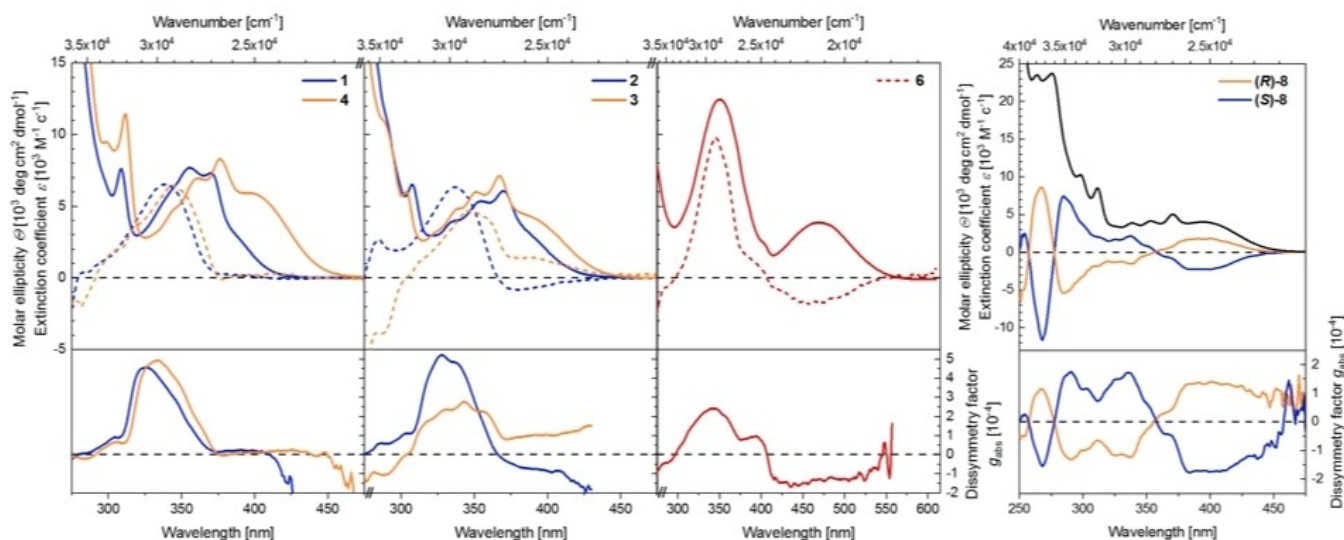 Wavenumber [cm⁻¹]
3.5x10⁴ 3x10⁴ 2.5x10⁴
Wavenumber [cm⁻¹]
3.5x10⁴ 3x10⁴ 2.5x10⁴
Wavenumber [cm⁻¹]
3.5x10⁴ 3x10⁴ 2.5x10⁴ 2x10⁴
Wavenumber [cm⁻¹]
4x10⁴ 3.5x10⁴ 3x10⁴ 2.5x10⁴
Molar ellipticity Θ [10³ deg cm² dmol⁻¹]
Extinction coefficient ε [10³ M⁻¹ c⁻¹]
15
10
5
0
-5
1
4
2
3
6
Molar ellipticity Θ [10³ deg cm² dmol⁻¹]
Extinction coefficient ε [10³ M⁻¹ c⁻¹]
25
20
15
10
5
0
-5
-10
(R)-8
(S)-8
5
4
3
2
1
0
-1
-2
Dissymmetry factor
gabs [10⁻⁴]
2
1
0
-1
-2
Dissymmetry factor gabs [10⁻⁴]
300 350 400 450
Wavelength [nm]
300 350 400 450
Wavelength [nm]
300 350 400 450 500 550 600
Wavelength [nm]
250 300 350 400 450
Wavelength [nm]